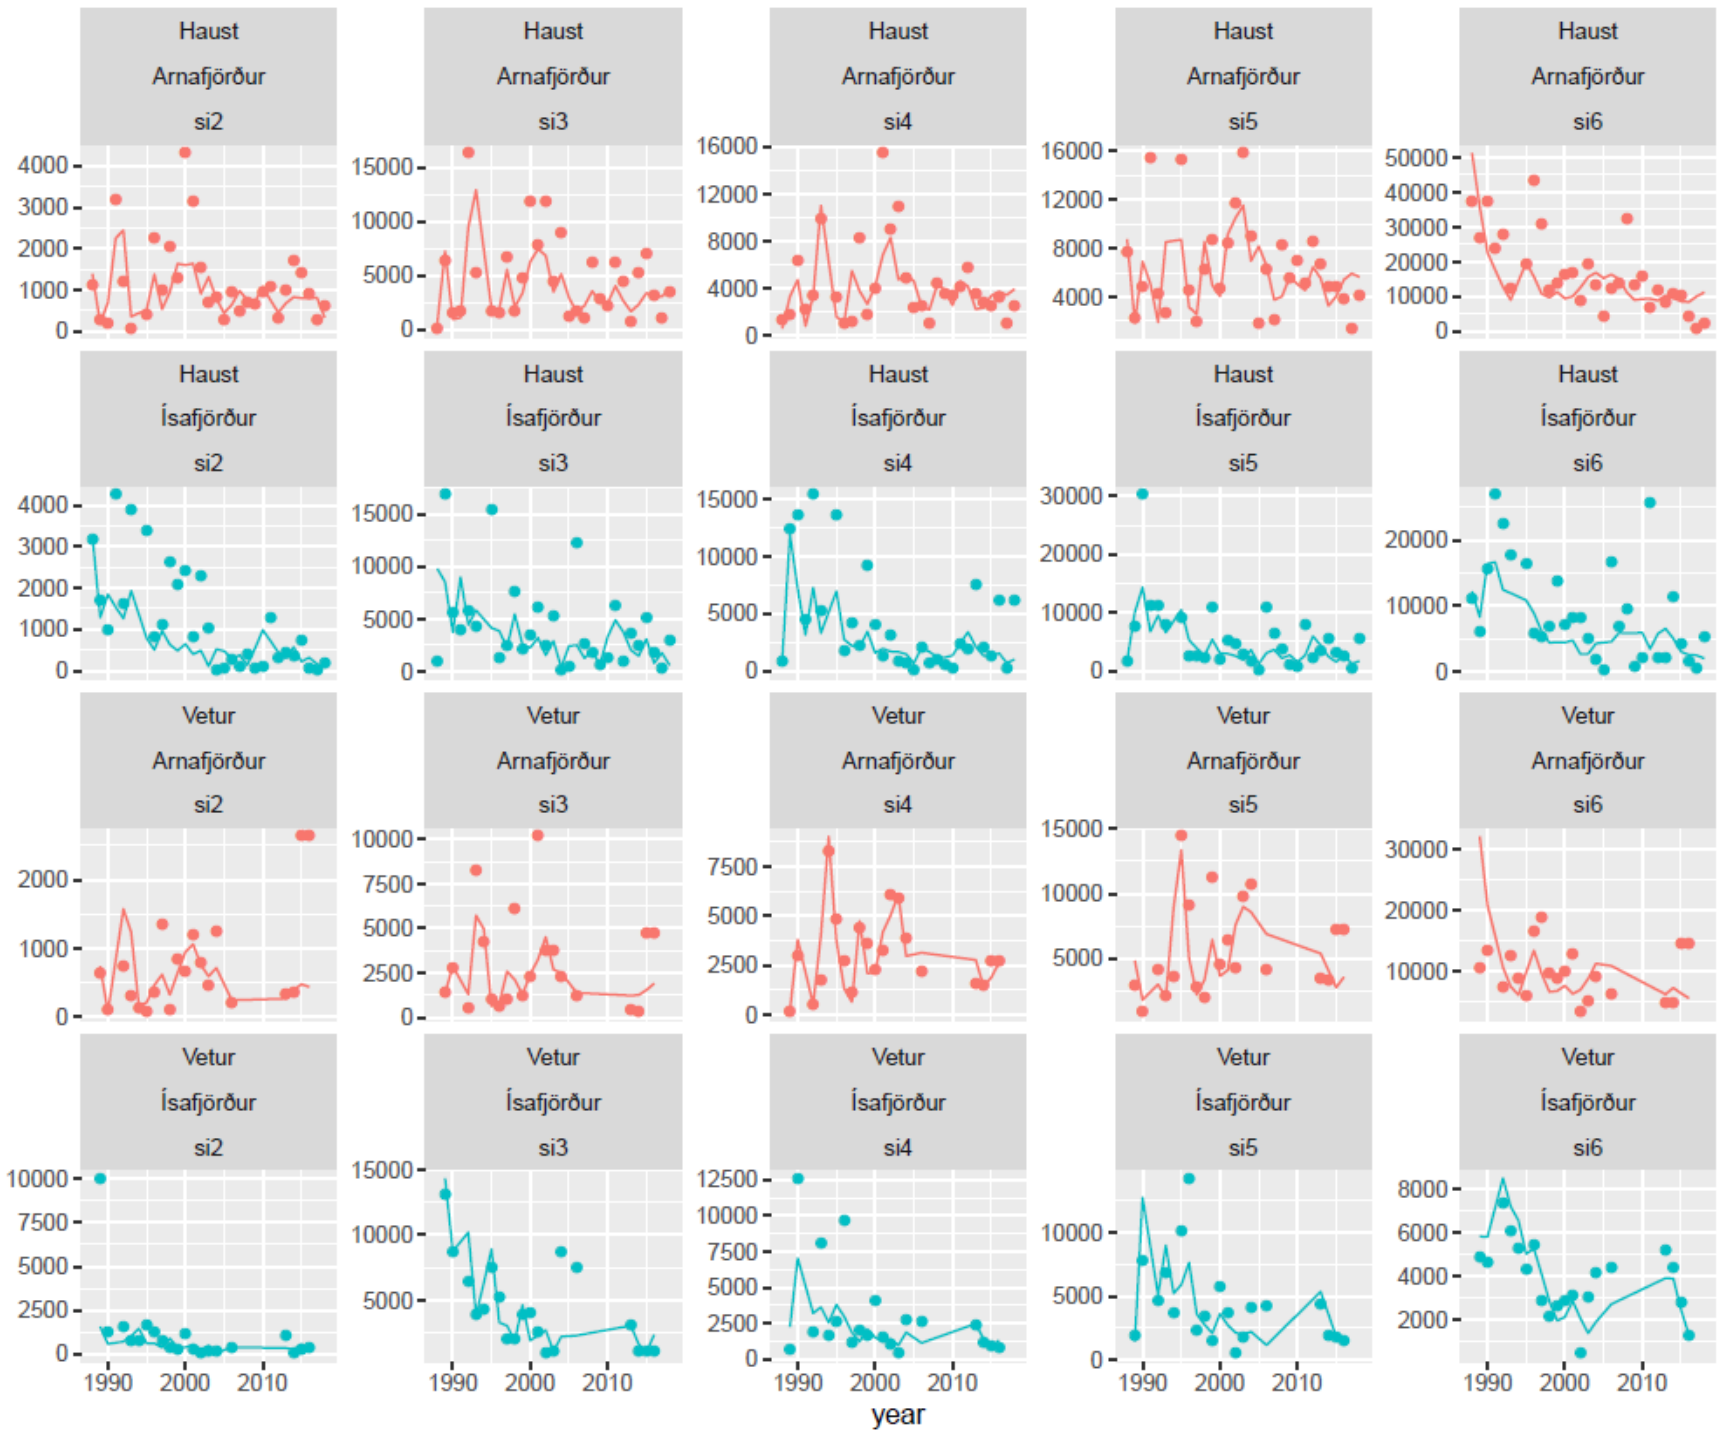 Haust Haust Haust Haust Haust
Arnafjörður Arnafjörður Arnafjörður Arnafjörður Arnafjörður
si2 si3 si4 si5 si6
4000 3000 2000 1000 0
15000 10000 5000 0
16000 12000 8000 4000 0
16000 12000 8000 4000
50000 40000 30000 20000 10000 0
Haust Haust Haust Haust Haust
Ísafjörður Ísafjörður Ísafjörður Ísafjörður Ísafjörður
si2 si3 si4 si5 si6
4000 3000 2000 1000 0
15000 10000 5000 0
15000 10000 5000 0
30000 20000 10000 0
20000 10000 0
Vetur Vetur Vetur Vetur Vetur
Arnafjörður Arnafjörður Arnafjörður Arnafjörður Arnafjörður
si2 si3 si4 si5 si6
2000 1000 0
10000 7500 5000 2500 0
7500 5000 2500 0
15000 10000 5000
30000 20000 10000
Vetur Vetur Vetur Vetur Vetur
Ísafjörður Ísafjörður Ísafjörður Ísafjörður Ísafjörður
si2 si3 si4 si5 si6
10000 7500 5000 2500 0
15000 10000 5000
12500 10000 7500 5000 2500 0
10000 5000 0
8000 6000 4000 2000
1990 2000 2010 1990 2000 2010 1990 2000 2010 1990 2000 2010 1990 2000 2010
year